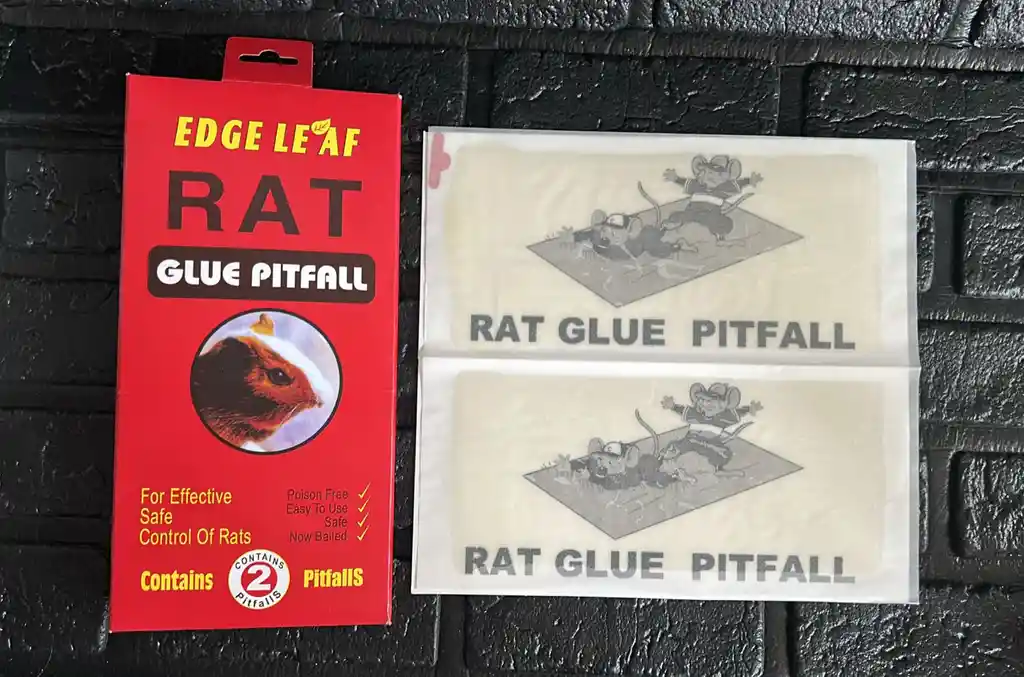 EDGE LEAF
RAT
GLUE PITFALL
For Effective
Safe
Control Of Rats
Poison Free ✓
Easy To Use ✓
Safe ✓
Now Bailed ✓
Contains
CONTAINS
2
PitfallS
PitfallS
RAT GLUE PITFALL
RAT GLUE PITFALL